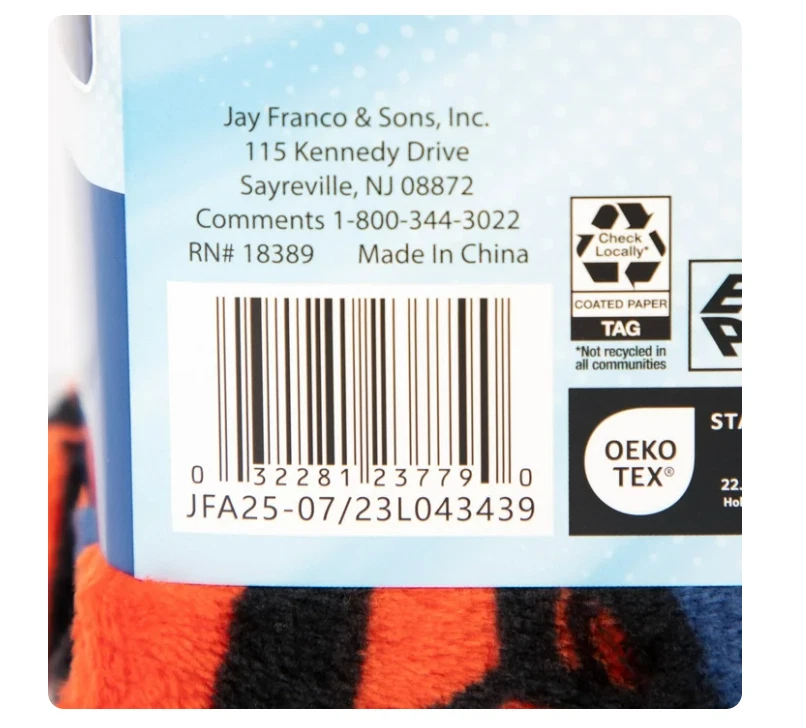 Jay Franco & Sons, Inc.
115 Kennedy Drive
Sayreville, NJ 08872
Comments 1-800-344-3022
RN# 18389 Made In China
0 32281 23779 0
JFA25-07/23L043439
Check
Locally*
COATED PAPER
TAG
*Not recycled in
all communities
OEKO
TEX®
22.